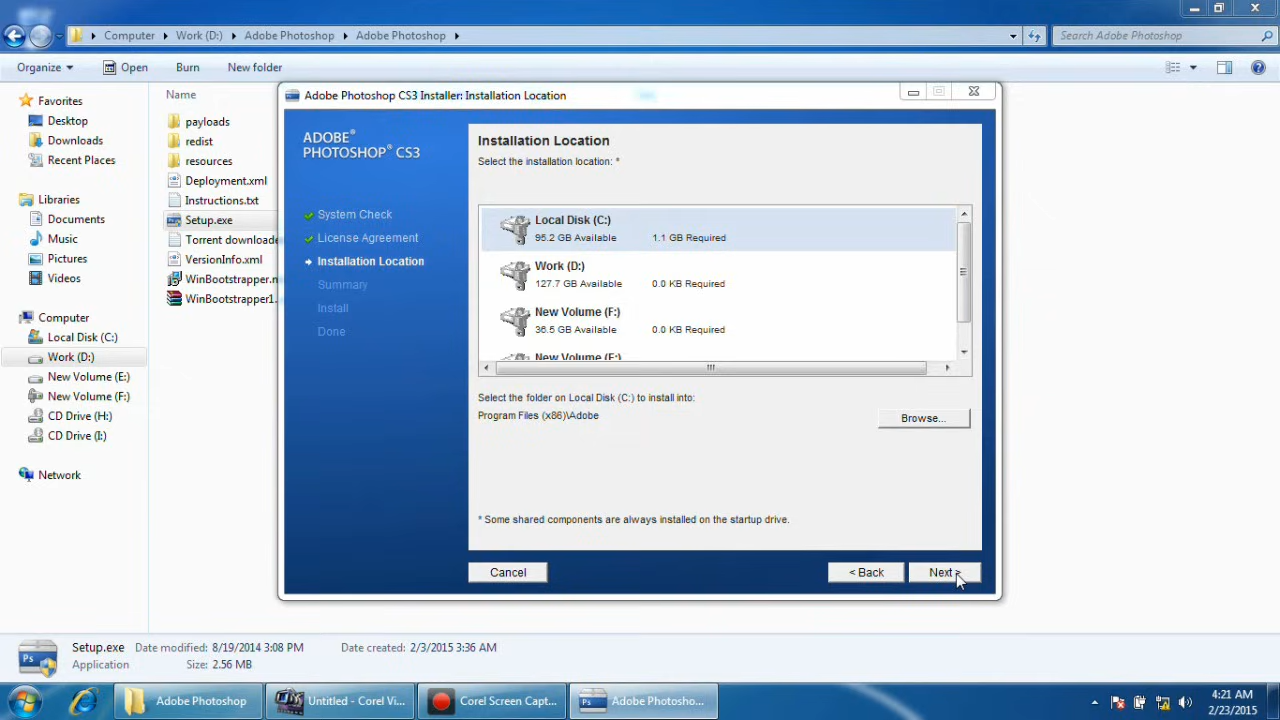 Computer Work (D:) Adobe Photoshop Adobe Photoshop Search Adobe Photoshop
Organize Open Burn New folder
Favorites
Desktop
Downloads
Recent Places
Libraries
Documents
Music
Pictures
Videos
Computer
Local Disk (C:)
Work (D:)
New Volume (E:)
New Volume (F:)
CD Drive (H:)
CD Drive (I:)
Network
Name
payloads
redist
resources
Deployment.xml
Instructions.txt
Setup.exe
Torrent downloade
VersionInfo.xml
WinBootstrapper.n
WinBootstrapper1.
Adobe Photoshop CS3 Installer: Installation Location
ADOBE®
PHOTOSHOP® CS3
System Check
License Agreement
Installation Location
Summary
Install
Done
Installation Location
Select the installation location: *
Local Disk (C:)
95.2 GB Available 1.1 GB Required
Work (D:)
127.7 GB Available 0.0 KB Required
New Volume (F:)
36.5 GB Available 0.0 KB Required
New Volume (E:)
Select the folder on Local Disk (C:) to install into:
Program Files (x86)\Adobe
Browse...
* Some shared components are always installed on the startup drive.
Cancel < Back Next >
Setup.exe Date modified: 8/19/2014 3:08 PM Date created: 2/3/2015 3:36 AM
Application Size: 2.56 MB
Adobe Photoshop Untitled - Corel Vi... Corel Screen Capt... Adobe Photosho...
4:21 AM
2/23/2015